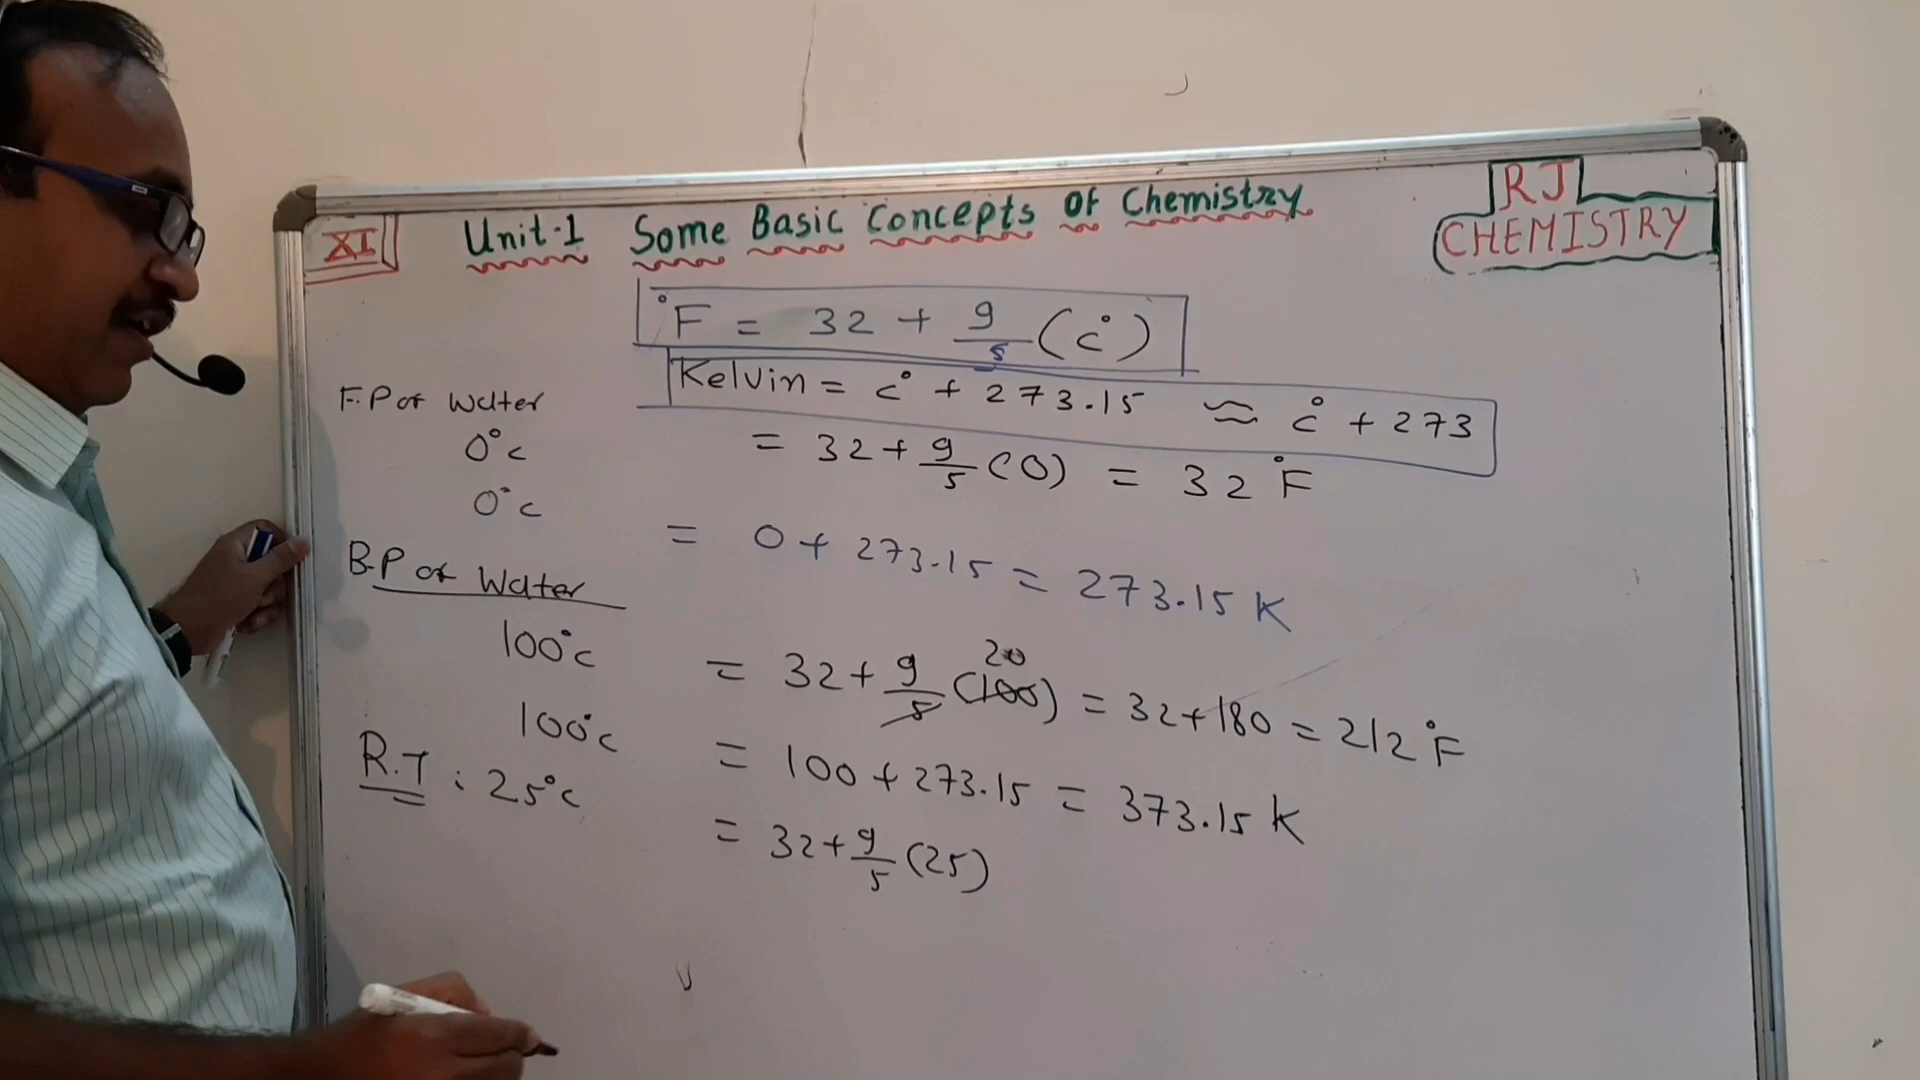 XI Unit-1 Some Basic Concepts Of Chemistry
RJ
CHEMISTRY
°F = 32 + 9/5 (c°)
Kelvin = c° + 273.15 ≈ c° + 273
F.P of Water
0°c = 32 + 9/5 (0) = 32°F
0°c = 0 + 273.15 = 273.15 K
B.P of Water
100°c = 32 + 9/5 (100) 20 = 32 + 180 = 212°F
100°c = 100 + 273.15 = 373.15 K
R.T : 25°c = 32 + 9/5 (25)